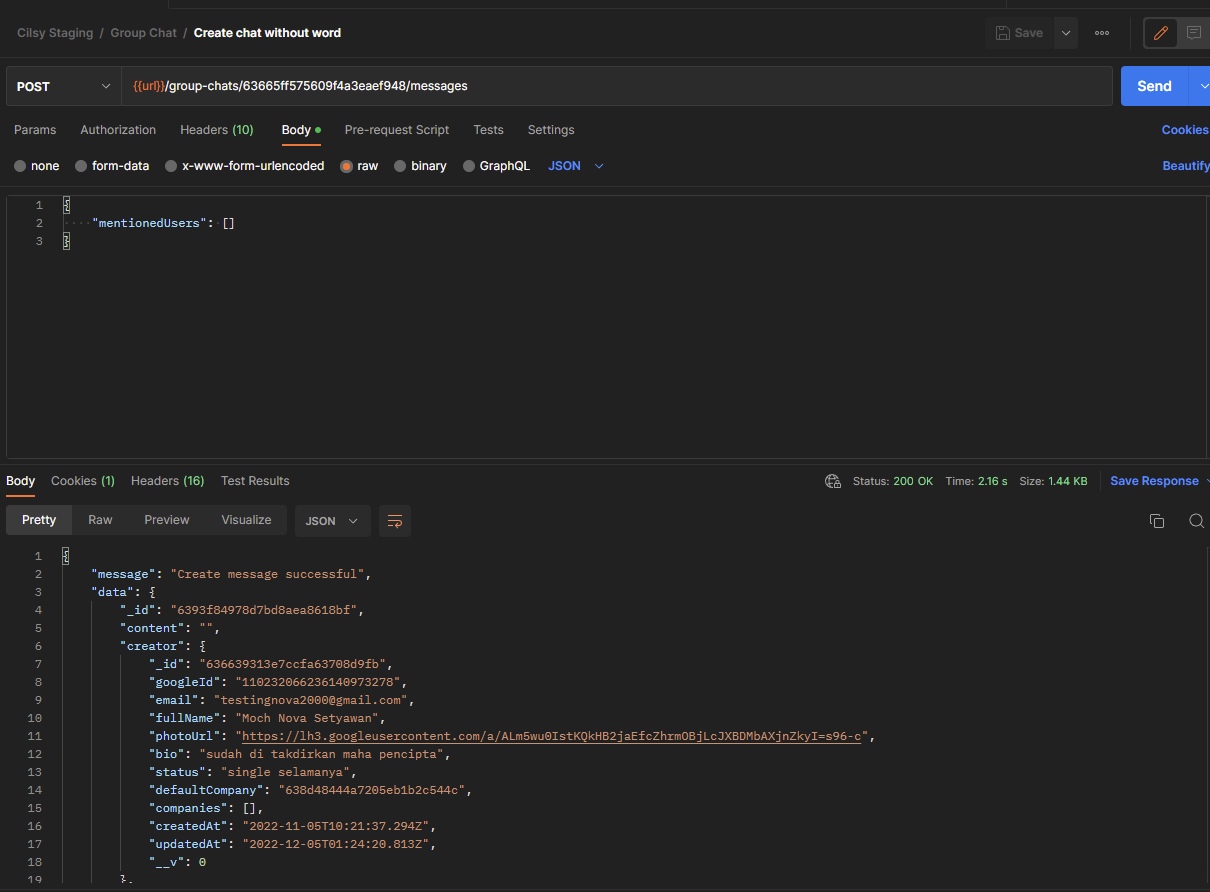 Cilsy Staging / Group Chat / Create chat without word
Save
POST {{url}}/group-chats/63665ff575609f4a3eaef948/messages Send
Params Authorization Headers (10) Body Pre-request Script Tests Settings Cookies
none form-data x-www-form-urlencoded raw binary GraphQL JSON Beautify
1 {
2 "mentionedUsers": []
3 }
Body Cookies (1) Headers (16) Test Results Status: 200 OK Time: 2.16 s Size: 1.44 KB Save Response
Pretty Raw Preview Visualize JSON
1 {
2 "message": "Create message successful",
3 "data": {
4 "_id": "6393f84978d7bd8aea8618bf",
5 "content": "",
6 "creator": {
7 "_id": "636639313e7ccfa63708d9fb",
8 "googleId": "110232066236140973278",
9 "email": "testingnova2000@gmail.com",
10 "fullName": "Moch Nova Setyawan",
11 "photoUrl": "https://lh3.googleusercontent.com/a/ALm5wu0IstKQkHB2jaEfcZhrmOBjLcJXBDMbAXjnZkyI=s96-c",
12 "bio": "sudah di takdirkan maha pencipta",
13 "status": "single selamanya",
14 "defaultCompany": "638d48444a7205eb1b2c544c",
15 "companies": [],
16 "createdAt": "2022-11-05T10:21:37.294Z",
17 "updatedAt": "2022-12-05T01:24:20.813Z",
18 "__v": 0
19 },